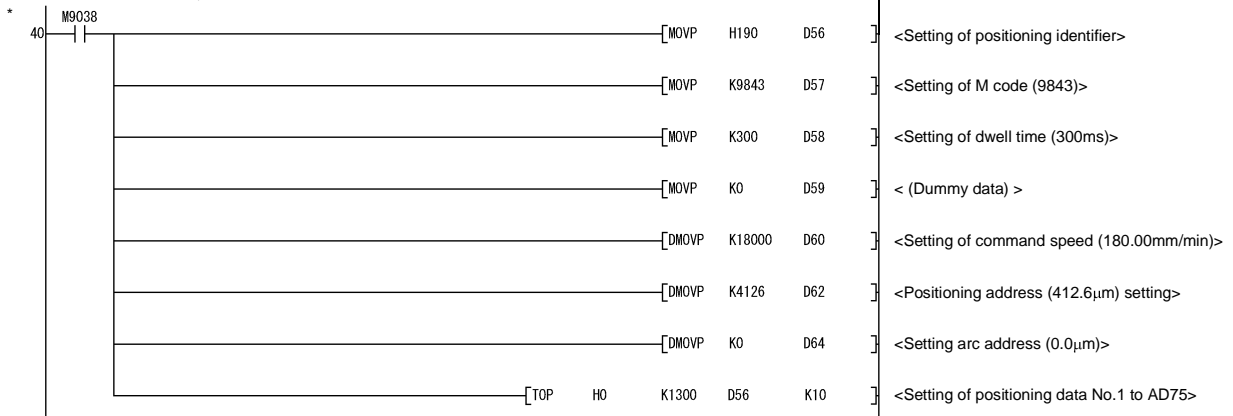 *
M9038
40
MOVP H190 D56 <Setting of positioning identifier>
MOVP K9843 D57 <Setting of M code (9843)>
MOVP K300 D58 <Setting of dwell time (300ms)>
MOVP K0 D59 < (Dummy data) >
DMOVP K18000 D60 <Setting of command speed (180.00mm/min)>
DMOVP K4126 D62 <Positioning address (412.6μm) setting>
DMOVP K0 D64 <Setting arc address (0.0μm)>
TOP H0 K1300 D56 K10 <Setting of positioning data No.1 to AD75>